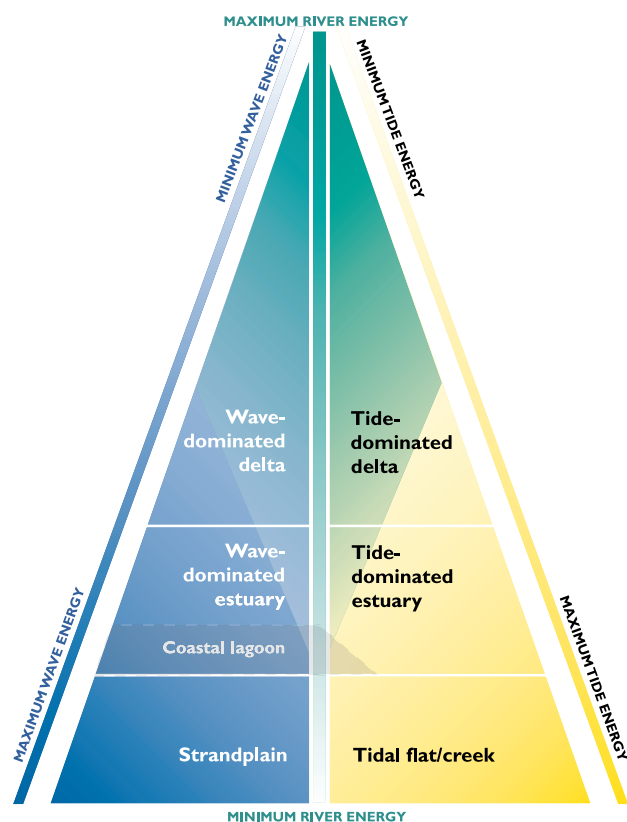 MAXIMUM RIVER ENERGY
MINIMUM WAVE ENERGY
MINIMUM TIDE ENERGY
Wave-
dominated
delta
Tide-
dominated
delta
Wave-
dominated
estuary
Tide-
dominated
estuary
Coastal lagoon
MAXIMUM WAVE ENERGY
MAXIMUM TIDE ENERGY
Strandplain
Tidal flat/creek
MINIMUM RIVER ENERGY